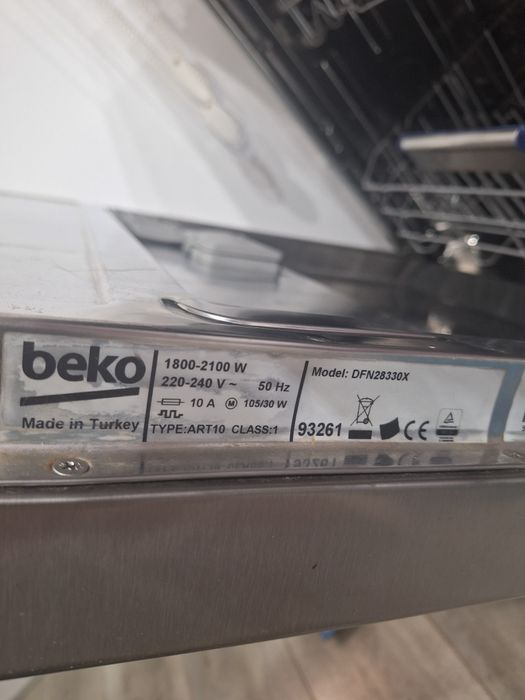 beko
Made in Turkey
1800-2100 W
220-240 V ~ 50 Hz
10 A M 105/30 W
TYPE:ART10 CLASS:1
Model: DFN28330X
93261
CE